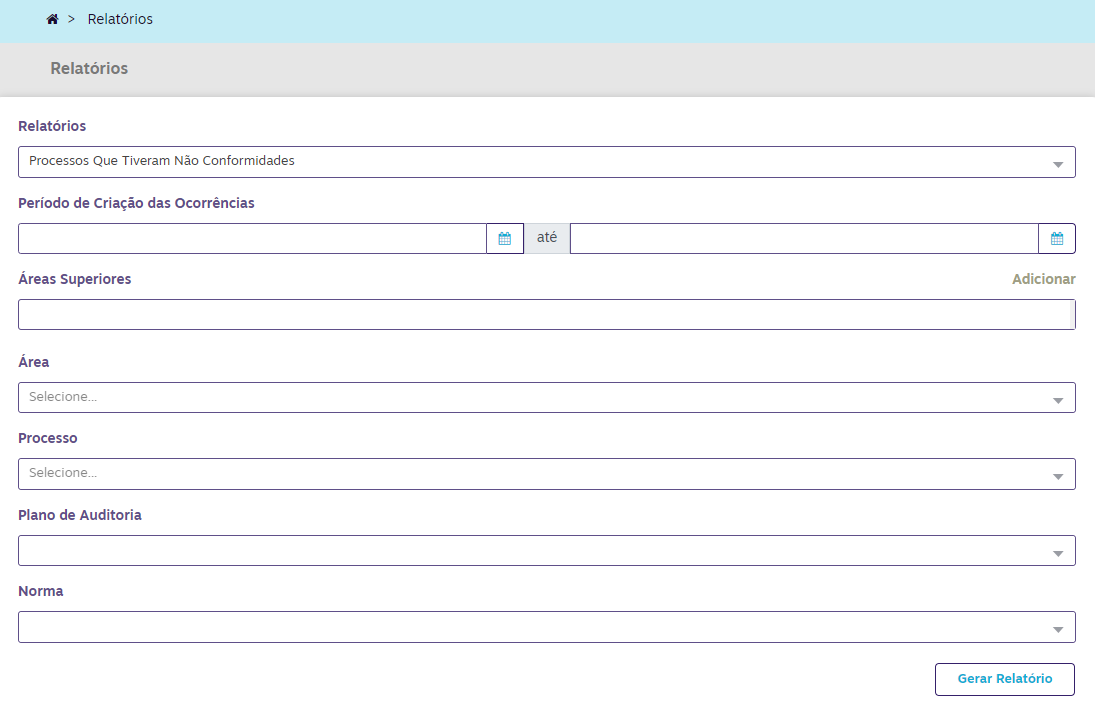 > Relatórios
Relatórios
Relatórios
Processos Que Tiveram Não Conformidades
Período de Criação das Ocorrências
até
Áreas Superiores Adicionar
Área
Selecione...
Processo
Selecione...
Plano de Auditoria
Norma
Gerar Relatório